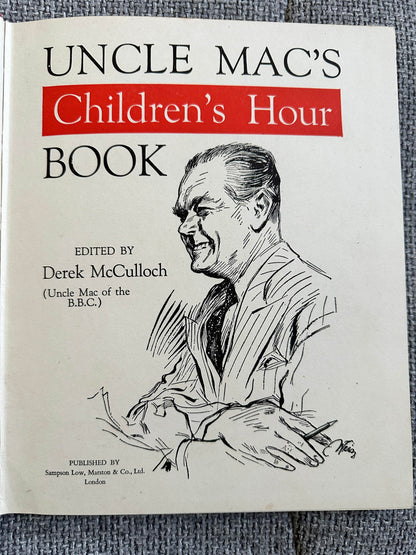 UNCLE MAC'S
Children's Hour
BOOK
EDITED BY
Derek McCulloch
(Uncle Mac of the
B.B.C.)
PUBLISHED BY
Sampson Low, Marston & Co., Ltd.
London